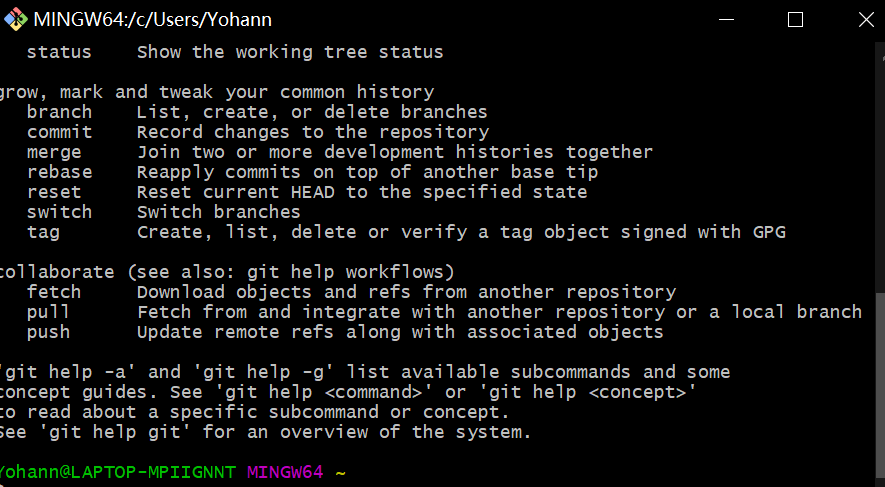 MINGW64:/c/Users/Yohann
status Show the working tree status
grow, mark and tweak your common history
branch List, create, or delete branches
commit Record changes to the repository
merge Join two or more development histories together
rebase Reapply commits on top of another base tip
reset Reset current HEAD to the specified state
switch Switch branches
tag Create, list, delete or verify a tag object signed with GPG
collaborate (see also: git help workflows)
fetch Download objects and refs from another repository
pull Fetch from and integrate with another repository or a local branch
push Update remote refs along with associated objects
'git help -a' and 'git help -g' list available subcommands and some
concept guides. See 'git help <command>' or 'git help <concept>'
to read about a specific subcommand or concept.
See 'git help git' for an overview of the system.
Yohann@LAPTOP-MPIIGNNT MINGW64 ~